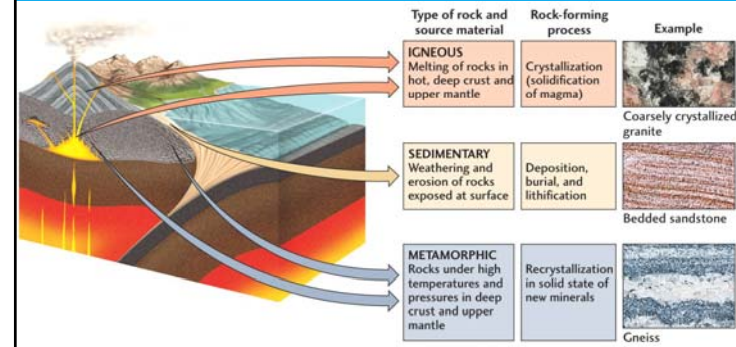 Type of rock and
source material
Rock-forming
process
Example
IGNEOUS
Melting of rocks in
hot, deep crust and
upper mantle
Crystallization
(solidification
of magma)
Coarsely crystallized
granite
SEDIMENTARY
Weathering and
erosion of rocks
exposed at surface
Deposition,
burial, and
lithification
Bedded sandstone
METAMORPHIC
Rocks under high
temperatures and
pressures in deep
crust and upper
mantle
Recrystallization
in solid state of
new minerals
Gneiss